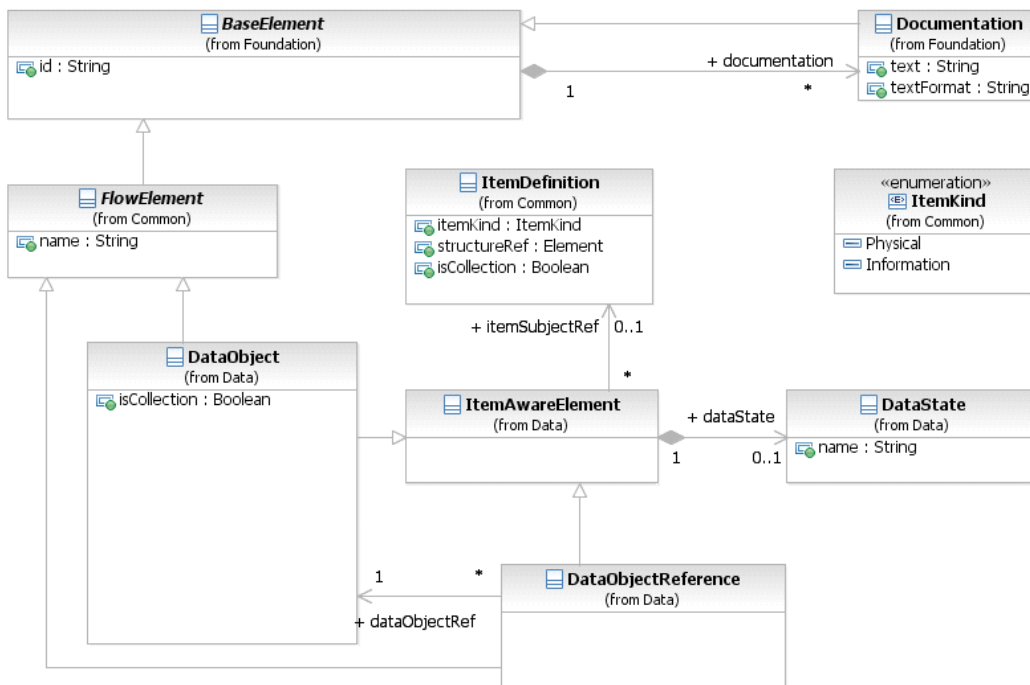 BaseElement
(from Foundation)
id : String
Documentation
(from Foundation)
text : String
textFormat : String
+ documentation
1
*
FlowElement
(from Common)
name : String
ItemDefinition
(from Common)
itemKind : ItemKind
structureRef : Element
isCollection : Boolean
«enumeration»
ItemKind
(from Common)
Physical
Information
+ itemSubjectRef
0..1
*
DataObject
(from Data)
isCollection : Boolean
ItemAwareElement
(from Data)
+ dataState
1
0..1
DataState
(from Data)
name : String
1
*
+ dataObjectRef
DataObjectReference
(from Data)